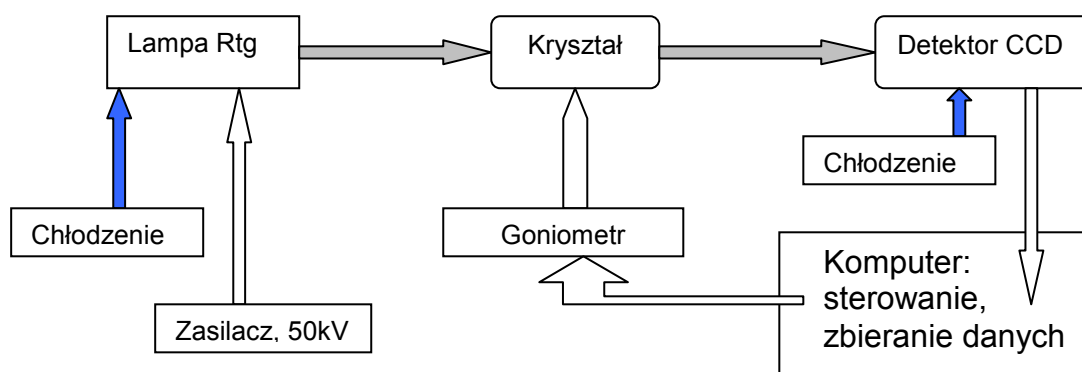 Lampa Rtg
Kryształ
Detektor CCD
Chłodzenie
Chłodzenie
Goniometr
Zasilacz, 50kV
Komputer:
sterowanie,
zbieranie danych